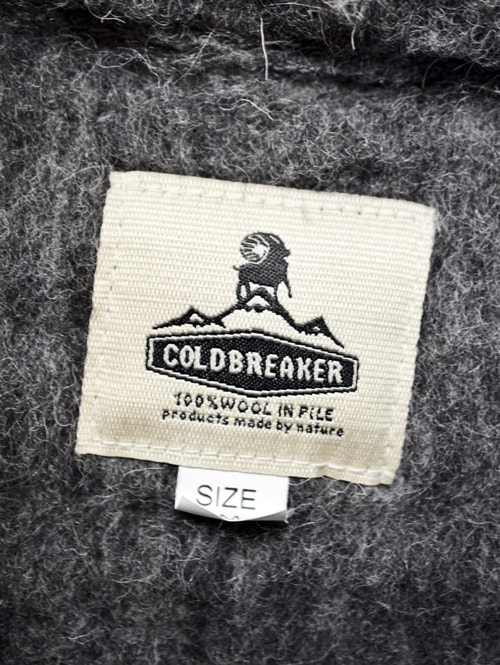 COLDBREAKER
100% WOOL IN PiLE
products made by nature
SIZE